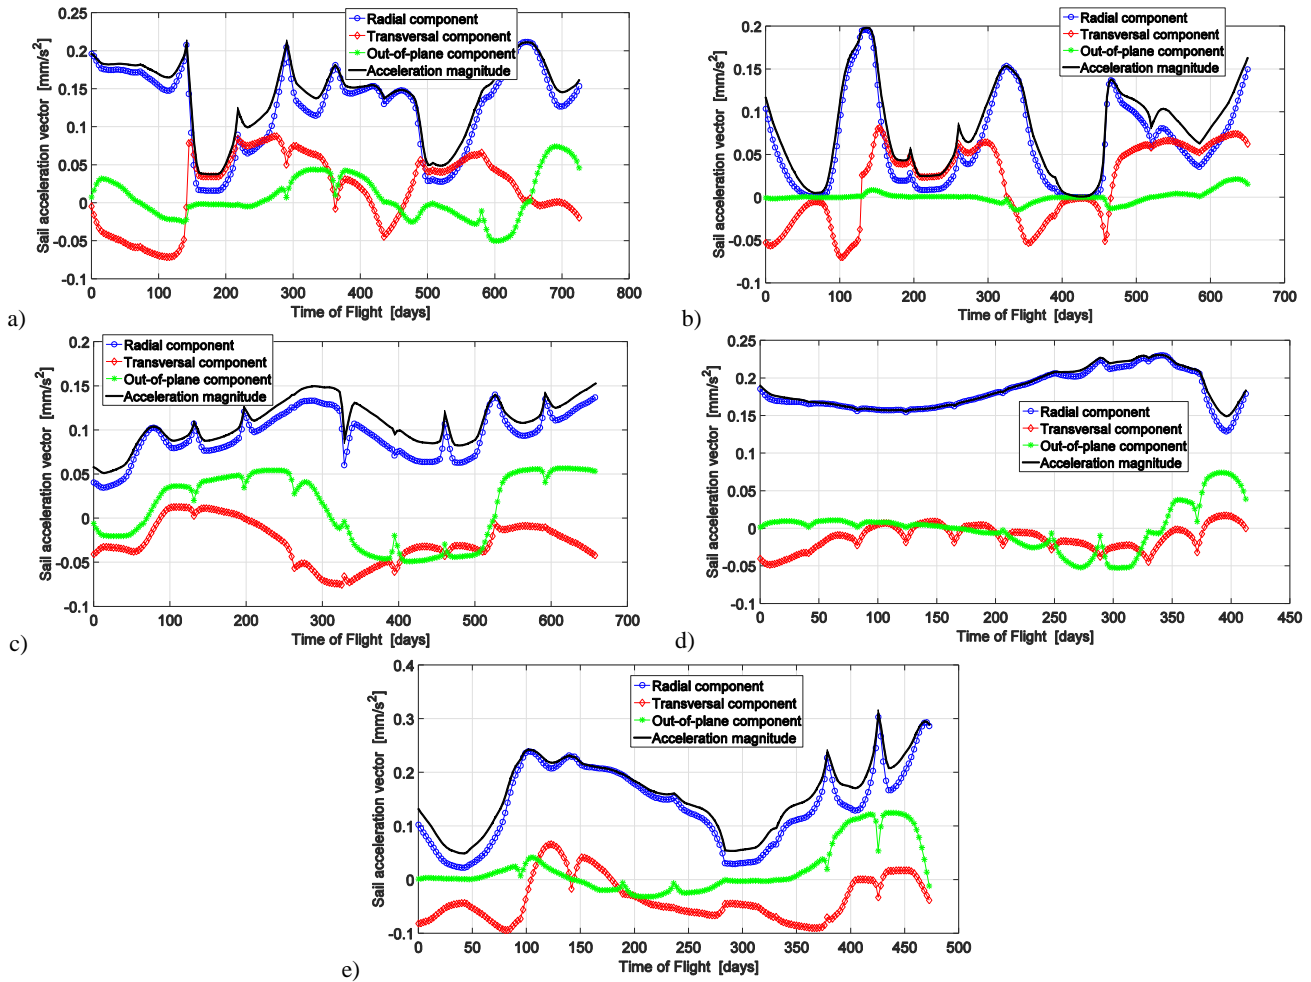 Radial component
Transversal component
Out-of-plane component
Acceleration magnitude
Sail acceleration vector [mm/s²]
0.25
0.2
0.15
0.1
0.05
0
-0.05
-0.1
0 100 200 300 400 500 600 700 800
Time of Flight [days]
a)
Radial component
Transversal component
Out-of-plane component
Acceleration magnitude
Sail acceleration vector [mm/s²]
0.2
0.15
0.1
0.05
0
-0.05
-0.1
0 100 200 300 400 500 600 700
Time of Flight [days]
b)
Radial component
Transversal component
Out-of-plane component
Acceleration magnitude
Sail acceleration vector [mm/s²]
0.2
0.15
0.1
0.05
0
-0.05
-0.1
0 100 200 300 400 500 600 700
Time of Flight [days]
c)
Radial component
Transversal component
Out-of-plane component
Acceleration magnitude
Sail acceleration vector [mm/s²]
0.25
0.2
0.15
0.1
0.05
0
-0.05
-0.1
0 50 100 150 200 250 300 350 400 450
Time of Flight [days]
d)
Radial component
Transversal component
Out-of-plane component
Acceleration magnitude
Sail acceleration vector [mm/s²]
0.4
0.3
0.2
0.1
0
-0.1
0 50 100 150 200 250 300 350 400 450 500
Time of Flight [days]
e)